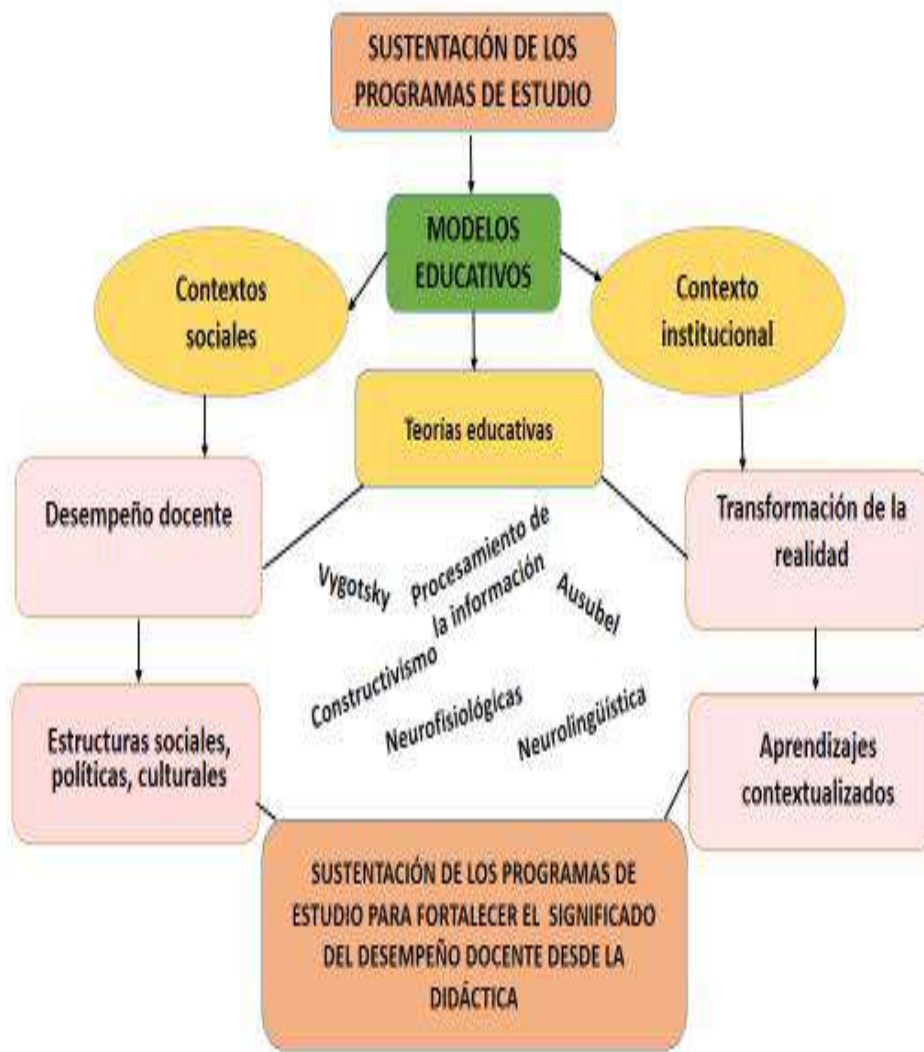 SUSTENTACIÓN DE LOS
PROGRAMAS DE ESTUDIO
MODELOS
EDUCATIVOS
Contextos
sociales
Contexto
institucional
Teorías educativas
Desempeño docente
Transformación de la
realidad
Vygotsky
Procesamiento de
la información
Ausubel
Constructivismo
Neurofisiológicas
Neurolingüística
Estructuras sociales,
políticas, culturales
Aprendizajes
contextualizados
SUSTENTACIÓN DE LOS PROGRAMAS DE
ESTUDIO PARA FORTALECER EL SIGNIFICADO
DEL DESEMPEÑO DOCENTE DESDE LA
DIDÁCTICA